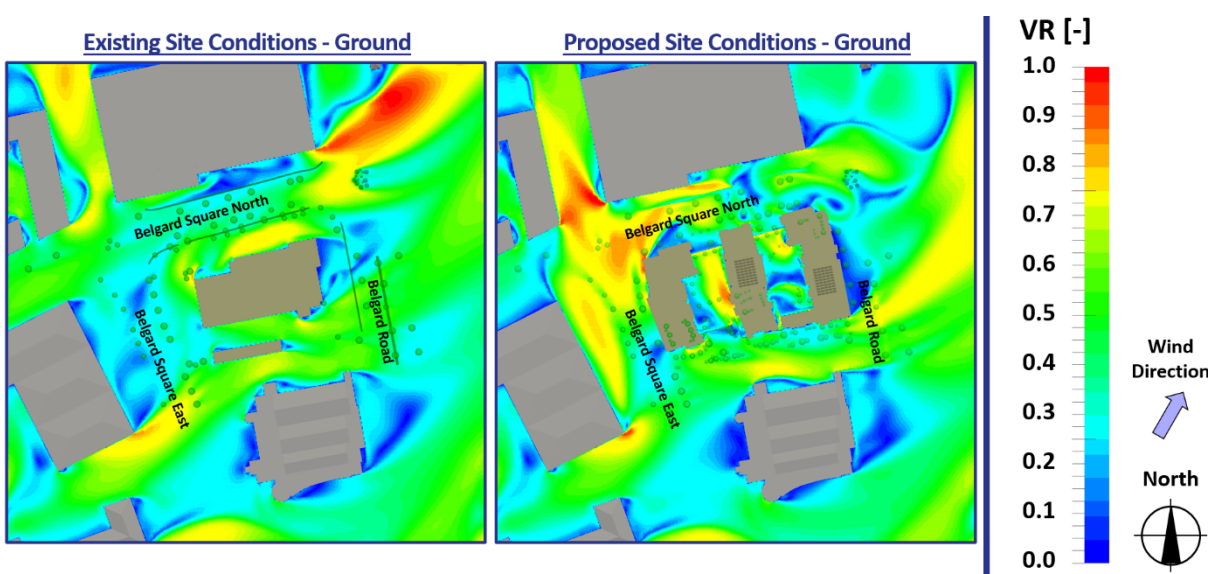 Existing Site Conditions - Ground
Belgard Square North
Belgard Square East
Belgard Road
Proposed Site Conditions - Ground
Belgard Square North
Belgard Square East
Belgard Road
VR [-]
1.0
0.9
0.8
0.7
0.6
0.5
0.4
0.3
0.2
0.1
0.0
Wind
Direction
North